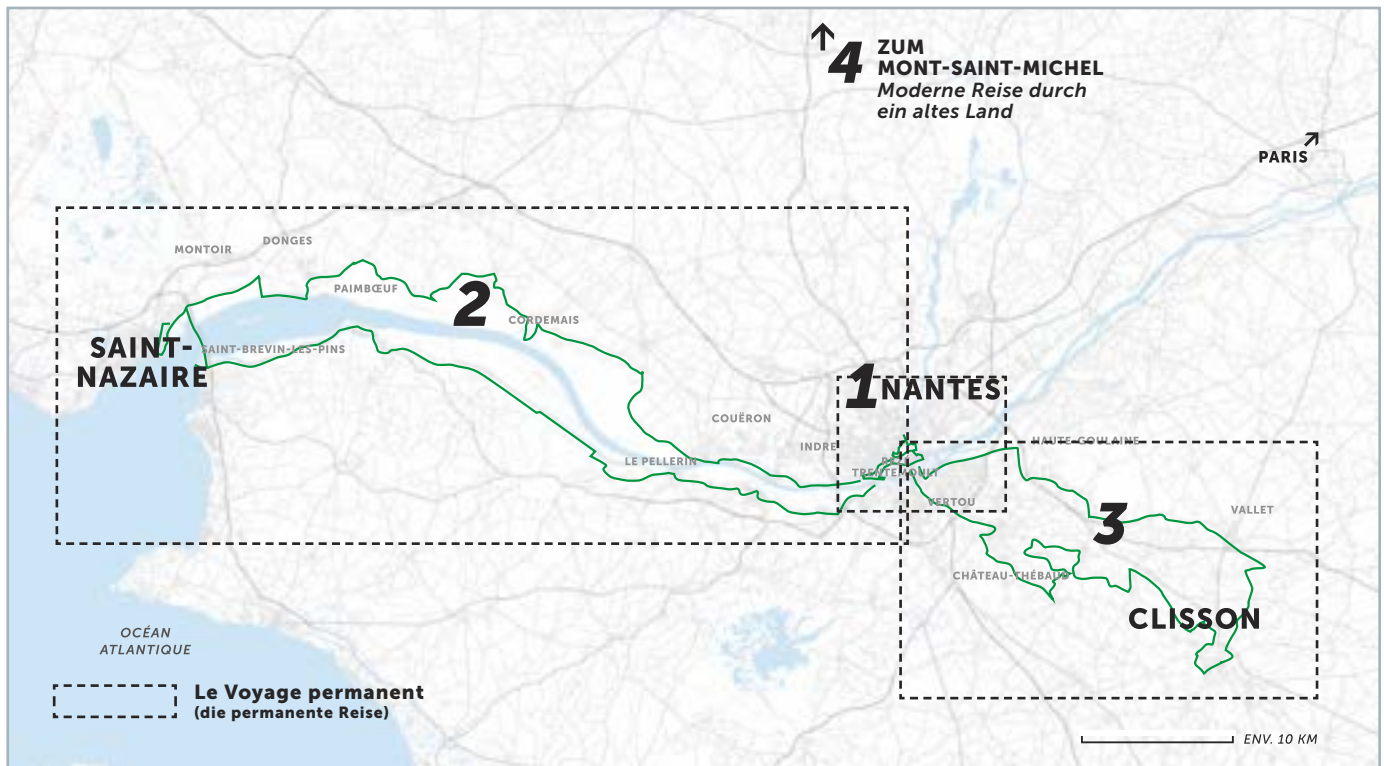 4
ZUM
MONT-SAINT-MICHEL
Moderne Reise durch
ein altes Land
PARIS
MONTOIR
DONGES
PAIMBŒUF
2
CORDEMAIS
SAINT-
NAZAIRE
SAINT-BREVIN-LES-PINS
1 NANTES
COUËRON
INDRE
HAUTE-GOULAINE
LE PELLERIN
TRENTEMOULT
VERTOU
3
VALLET
CHÂTEAU-THÉBAUD
CLISSON
OCÉAN
ATLANTIQUE
Le Voyage permanent
(die permanente Reise)
ENV. 10 KM